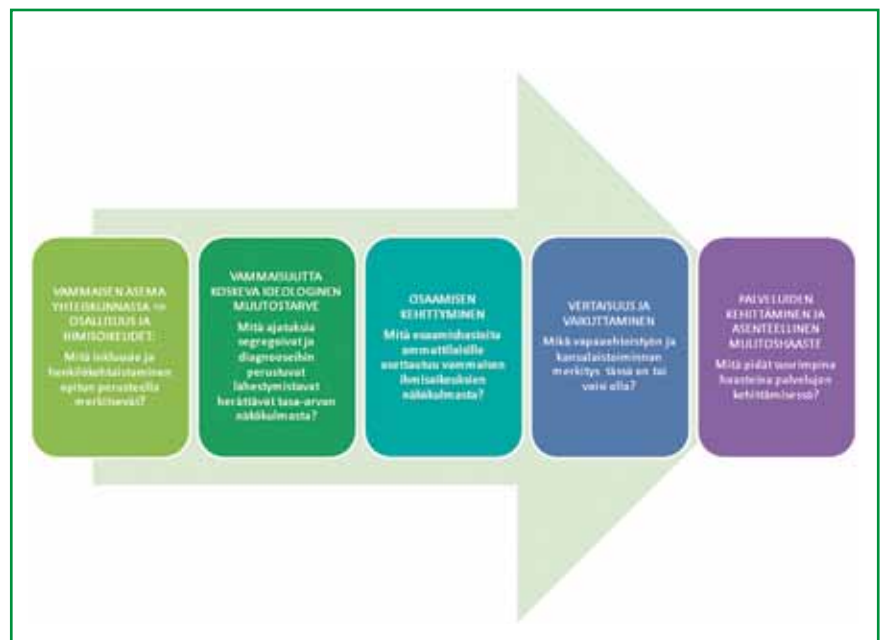 VAMMAISEN ASEMA
YHTEISKUNNASSA
OSALLISUUS JA
IHMISOIKEUDET:
Mitä inkluusio ja
henkilökohtaistaminen
opitun perusteella
merkitsevät?
VAMMAISUUTTA
KOSKEVA IDEOLOGINEN
MUUTOSTARVE
Mitä ajatuksia
segregoivat ja
diagnooseihin
perustuvat
lähestymistavat
herättävät tasa-arvon
näkökulmasta?
OSAAMISEN
KEHITTYMINEN
Mitä osaamishaasteita
ammattilaisille
asettautuu vammaisen
ihmisoikeuksien
näkökulmasta?
VERTAISUUS JA
VAIKUTTAMINEN
Mikä vapaaehtoistyön ja
kansalaistoiminnan
merkitys tässä on tai
voisi olla?
PALVELUIDEN
KEHITTÄMINEN JA
ASENTEELLINEN
MUUTOSHAASTE
Mitä pidät suurimpina
haasteina palvelujen
kehittämisessä?